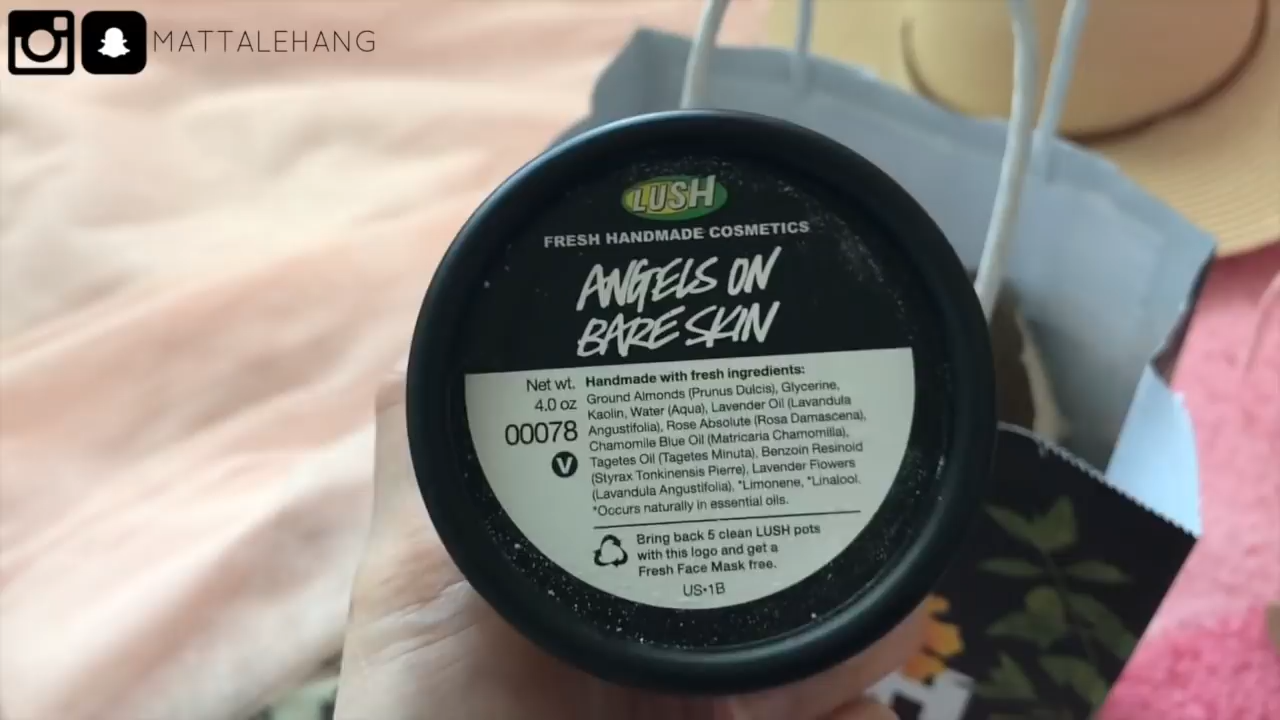 MATTALEHANG
LUSH
FRESH HANDMADE COSMETICS
ANGELS ON
BARE SKIN
Net wt.
4.0 oz
00078
V
Handmade with fresh ingredients:
Ground Almonds (Prunus Dulcis), Glycerine,
Kaolin, Water (Aqua), Lavender Oil (Lavandula
Angustifolia), Rose Absolute (Rosa Damascena),
Chamomile Blue Oil (Matricaria Chamomilla),
Tagetes Oil (Tagetes Minuta), Benzoin Resinoid
(Styrax Tonkinensis Pierre), Lavender Flowers
(Lavandula Angustifolia), *Limonene, *Linalool.
*Occurs naturally in essential oils.
Bring back 5 clean LUSH pots
with this logo and get a
Fresh Face Mask free.
US•1B